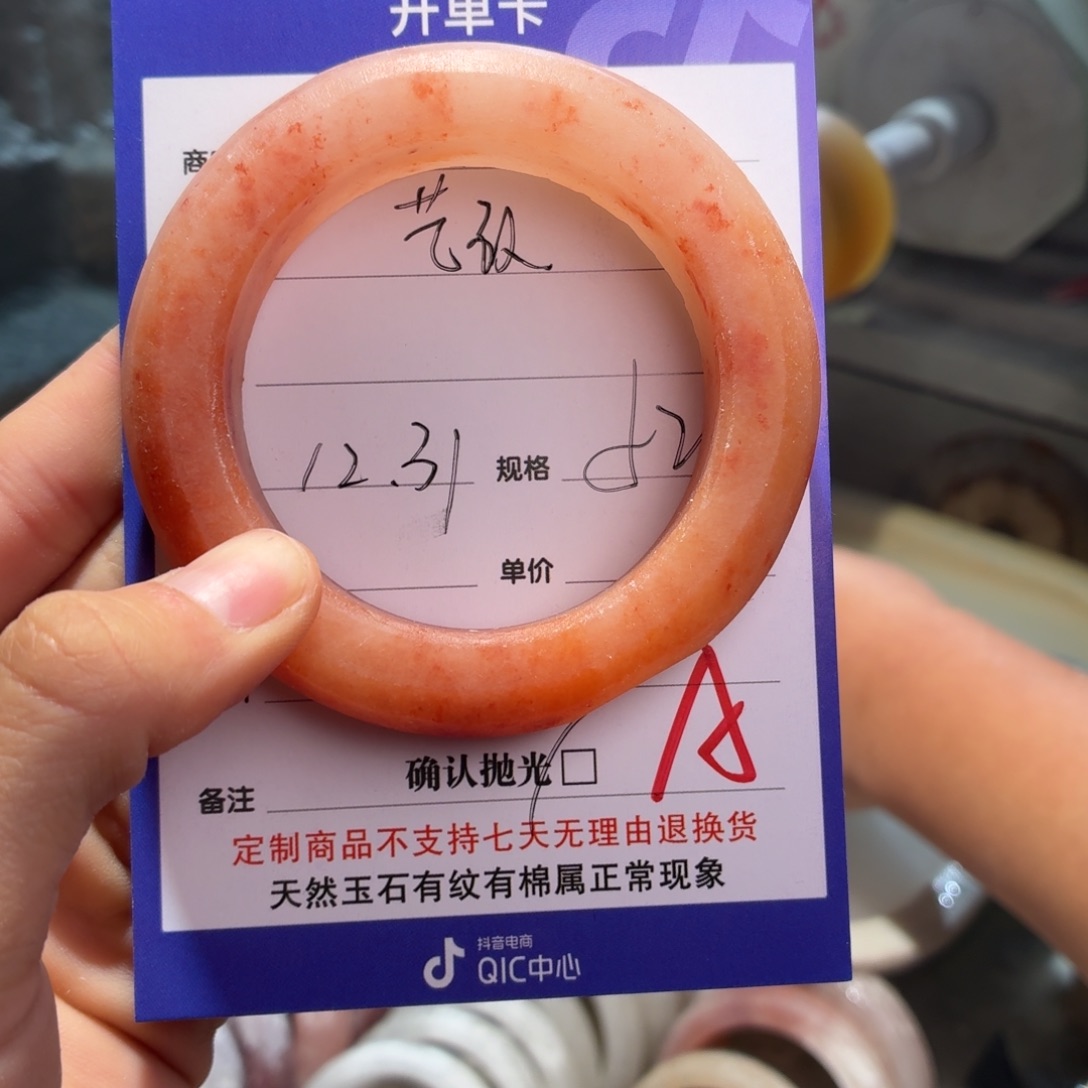 开单卡
商
12.31 规格 52
单价
A
确认抛光
备注
定制商品不支持七天无理由退换货
天然玉石有纹有棉属正常现象
抖音电商
QIC中心